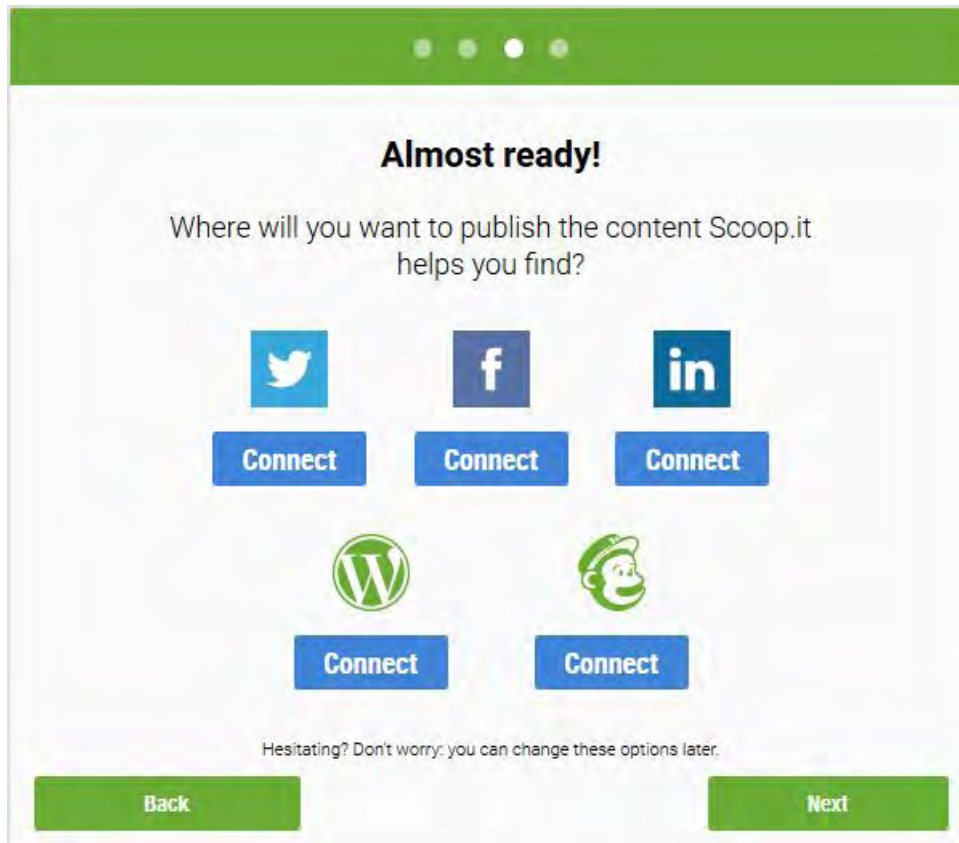 Almost ready!
Where will you want to publish the content Scoop.it
helps you find?
f
in
Connect
Connect
Connect
W
Connect
Connect
Hesitating? Don't worry: you can change these options later.
Back
Next